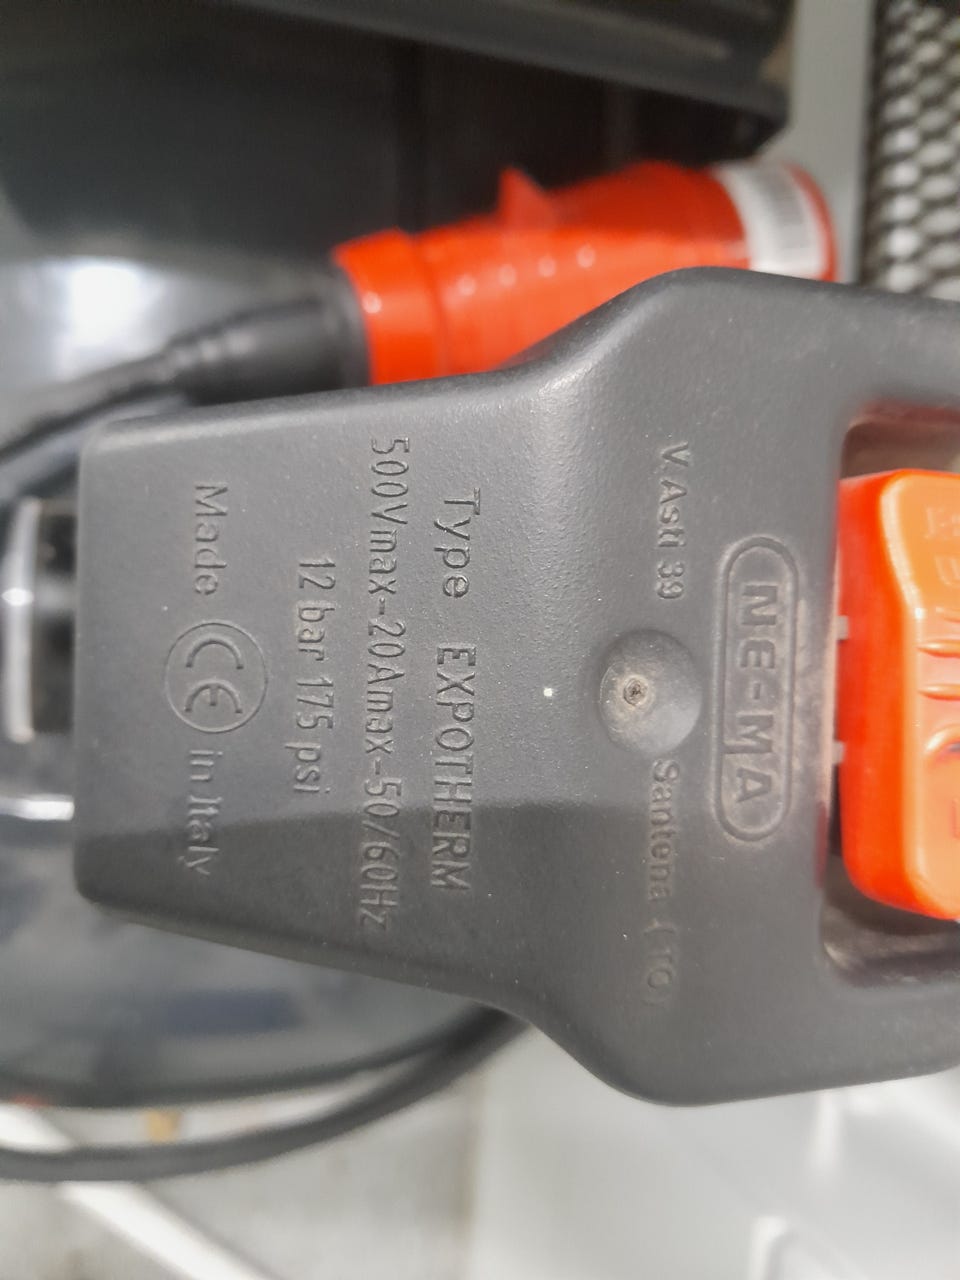 NE-MA
V.Asti 39 Santena (TO)
Type EXPOTHERM
500Vmax-20Amax-50/60Hz
12 bar 175 psi
Made CE in Italy